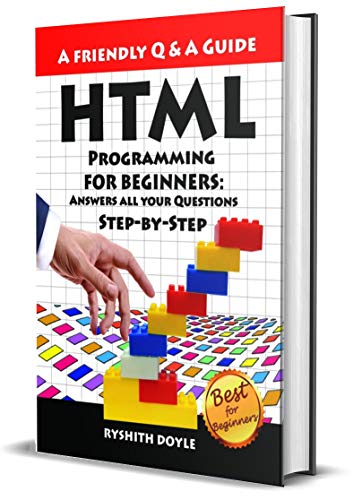 A FRIENDLY Q & A GUIDE
HTML
PROGRAMMING
FOR BEGINNERS:
ANSWERS ALL YOUR QUESTIONS
STEP-BY-STEP
Best
for
Beginners
RYSHITH DOYLE